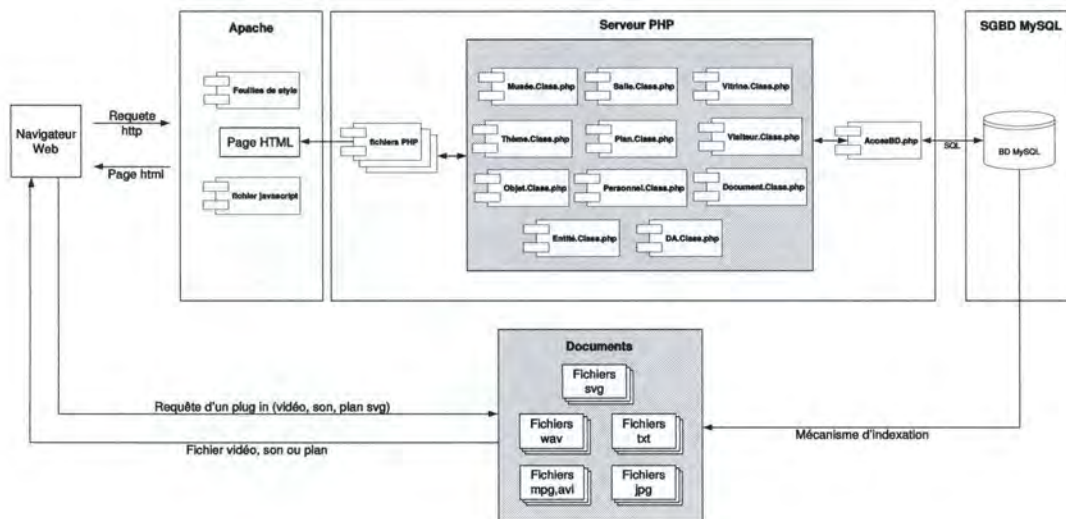 Apache
Serveur PHP
SGBD MySQL
Feuilles de style
Musée.Class.php
Salle.Class.php
Vitrine.Class.php
Navigateur
Web
Requete
http
Page html
Page HTML
fichiers PHP
Thème.Class.php
Plan.Class.php
Visiteur.Class.php
AccesBD.php
SQL
BD MySQL
fichier javascript
Objet.Class.php
Personnel.Class.php
Document.Class.php
Entité.Class.php
DA.Class.php
Documents
Fichiers
svg
Requête d'un plug in (vidéo, son, plan svg)
Fichiers
wav
Fichiers
txt
Mécanisme d'indexation
Fichier vidéo, son ou plan
Fichiers
mpg,avi
Fichiers
jpg